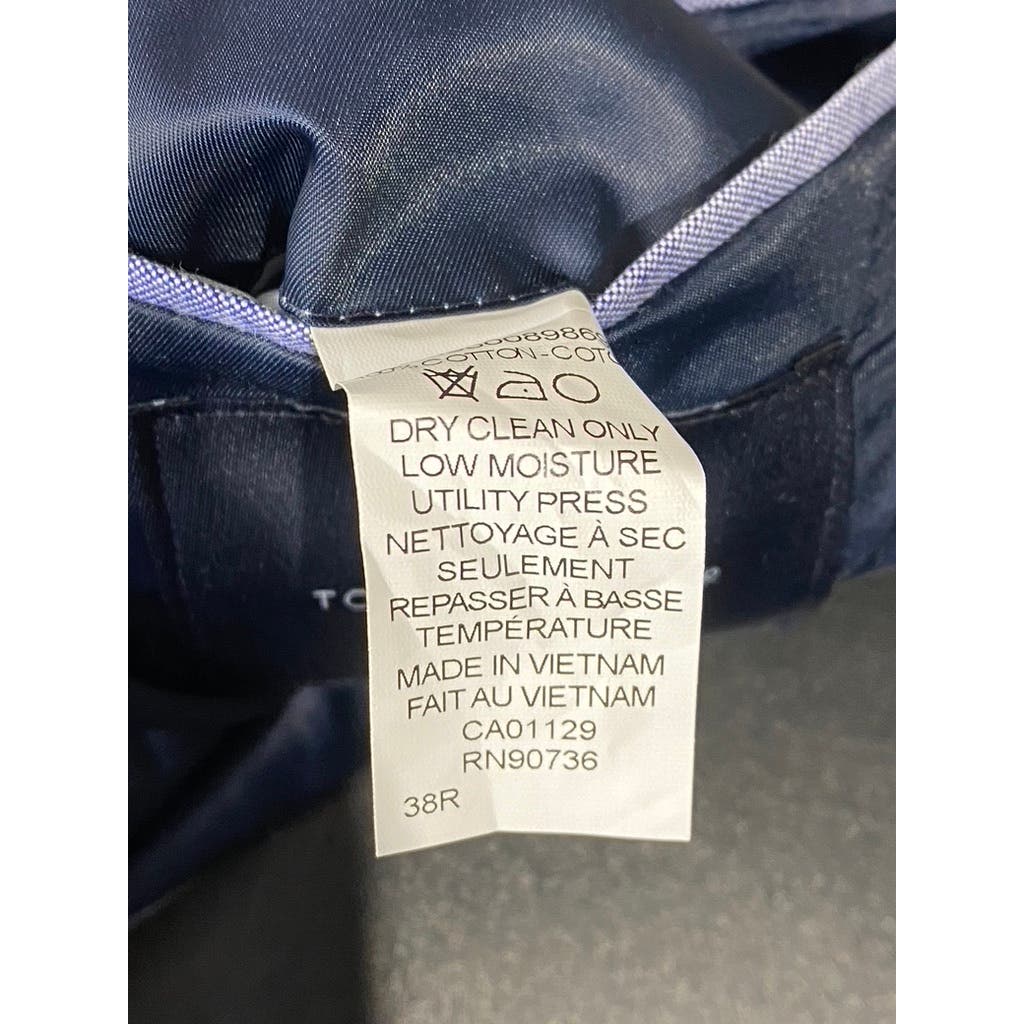 COTTON-COTO
DRY CLEAN ONLY
LOW MOISTURE
UTILITY PRESS
NETTOYAGE À SEC
SEULEMENT
REPASSER À BASSE
TEMPÉRATURE
MADE IN VIETNAM
FAIT AU VIETNAM
CA01129
RN90736
38R